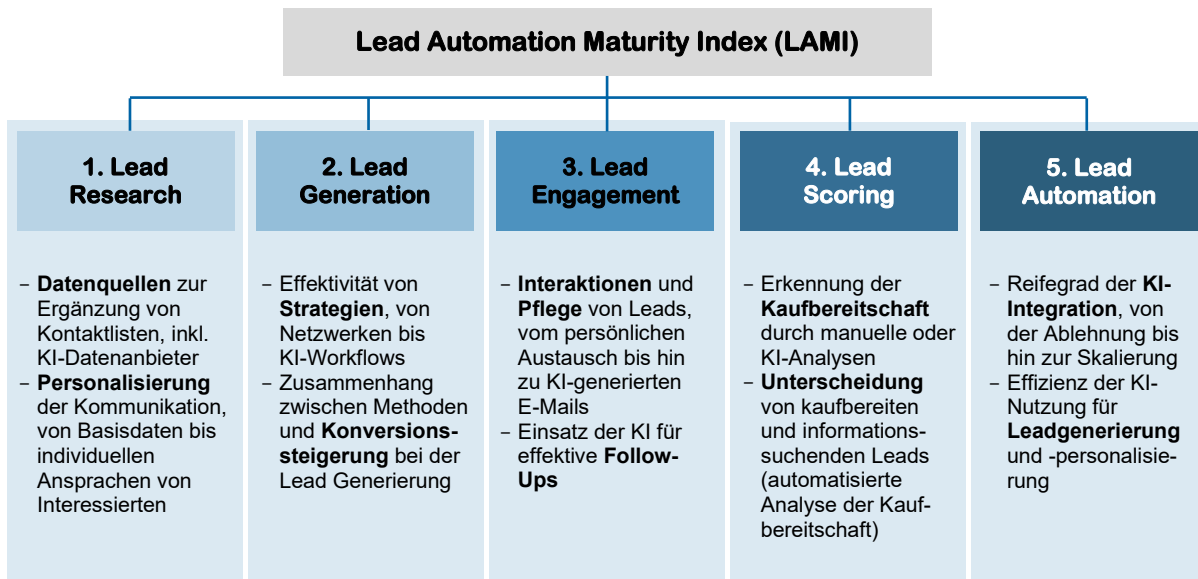 Lead Automation Maturity Index (LAMI)
1. Lead
Research
– Datenquellen zur
Ergänzung von
Kontaktlisten, inkl.
KI-Datenanbieter
– Personalisierung
der Kommunikation,
von Basisdaten bis
individuellen
Ansprachen von
Interessierten
2. Lead
Generation
– Effektivität von
Strategien, von
Netzwerken bis
KI-Workflows
– Zusammenhang
zwischen Methoden
und Konversions-
steigerung bei der
Lead Generierung
3. Lead
Engagement
– Interaktionen und
Pflege von Leads,
vom persönlichen
Austausch bis hin
zu KI-generierten
E-Mails
– Einsatz der KI für
effektive Follow-
Ups
4. Lead
Scoring
– Erkennung der
Kaufbereitschaft
durch manuelle oder
KI-Analysen
– Unterscheidung
von kaufbereiten
und informations-
suchenden Leads
(automatisierte
Analyse der Kauf-
bereitschaft)
5. Lead
Automation
– Reifegrad der KI-
Integration, von
der Ablehnung bis
hin zur Skalierung
– Effizienz der KI-
Nutzung für
Leadgenerierung
und -personalisie-
rung